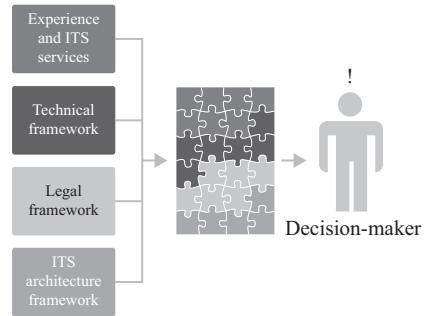 Experience
and ITS
services
Technical
framework
Legal
framework
ITS
architecture
framework
!
Decision-maker